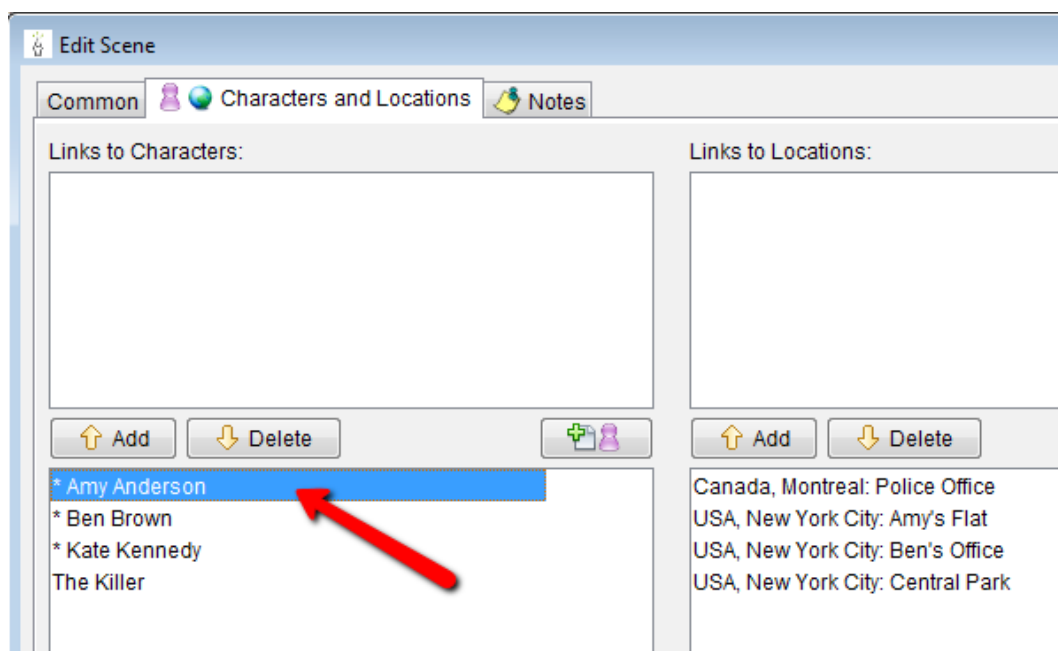 Edit Scene
Common
Characters and Locations
Notes
Links to Characters:
Links to Locations:
Add
Delete
Add
Delete
* Amy Anderson
* Ben Brown
* Kate Kennedy
The Killer
Canada, Montreal: Police Office
USA, New York City: Amy's Flat
USA, New York City: Ben's Office
USA, New York City: Central Park